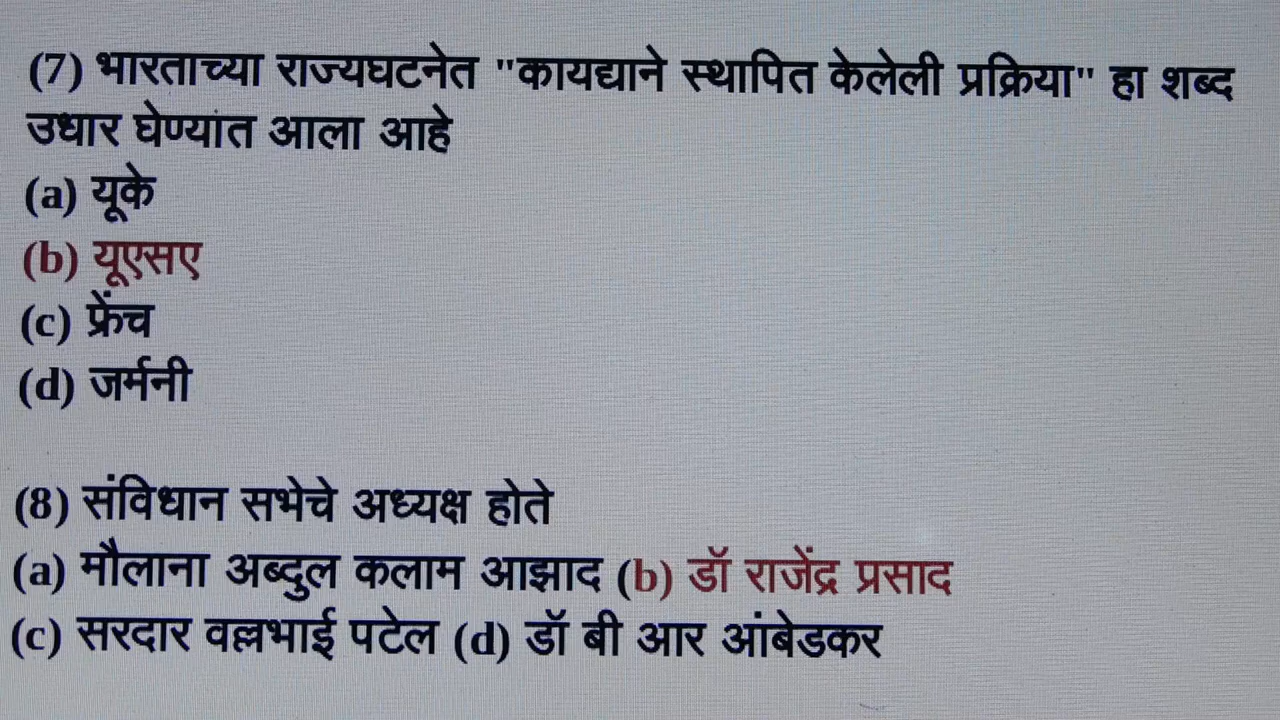 (7) भारताच्या राज्यघटनेत "कायद्याने स्थापित केलेली प्रक्रिया" हा शब्द
उधार घेण्यात आला आहे
(a) यूके
(b) यूएसए
(c) फ्रेंच
(d) जर्मनी
(8) संविधान सभेचे अध्यक्ष होते
(a) मौलाना अब्दुल कलाम आझाद (b) डॉ राजेंद्र प्रसाद
(c) सरदार वल्लभाई पटेल (d) डॉ बी आर आंबेडकर